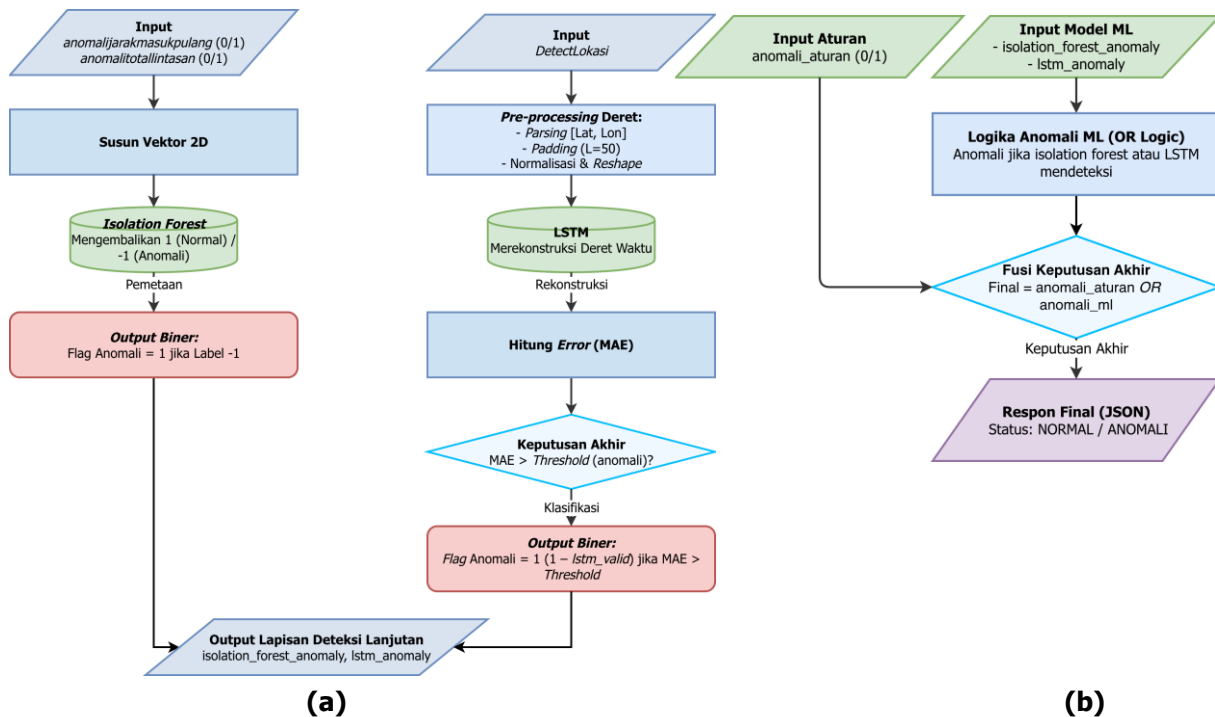 Input
anomalijarakmasukpulang (0/1)
anomalitotallintasan (0/1)
Susun Vektor 2D
Isolation Forest
Mengembalikan 1 (Normal) /
-1 (Anomali)
Pemetaan
Output Biner:
Flag Anomali = 1 jika Label -1
Input
DetectLokasi
Pre-processing Deret:
- Parsing [Lat, Lon]
- Padding (L=50)
- Normalisasi & Reshape
LSTM
Merekonstruksi Deret Waktu
Rekonstruksi
Hitung Error (MAE)
Keputusan Akhir
MAE > Threshold (anomali)?
Klasifikasi
Output Biner:
Flag Anomali = 1 (1 – lstm_valid) jika MAE >
Threshold
Output Lapisan Deteksi Lanjutan
isolation_forest_anomaly, lstm_anomaly
(a)
Input Aturan
anomali_aturan (0/1)
Input Model ML
- isolation_forest_anomaly
- lstm_anomaly
Logika Anomali ML (OR Logic)
Anomali jika isolation forest atau LSTM
mendeteksi
Fusi Keputusan Akhir
Final = anomali_aturan OR
anomali_ml
Keputusan Akhir
Respon Final (JSON)
Status: NORMAL / ANOMALI
(b)